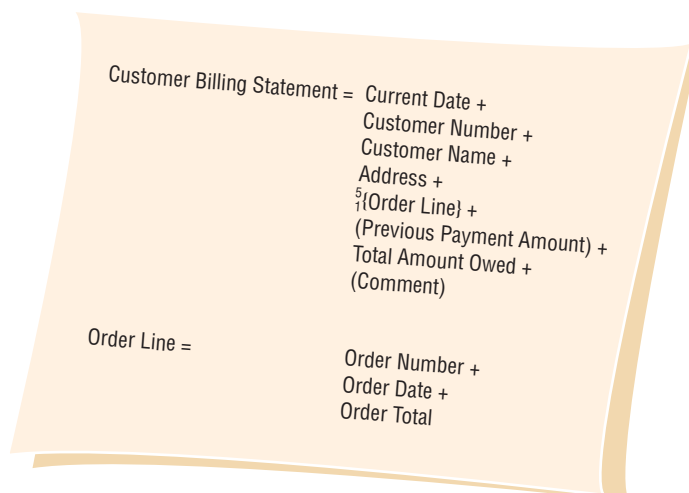 Customer Billing Statement = Current Date +
Customer Number +
Customer Name +
Address +
5
1{Order Line} +
(Previous Payment Amount) +
Total Amount Owed +
(Comment)
Order Line = Order Number +
Order Date +
Order Total